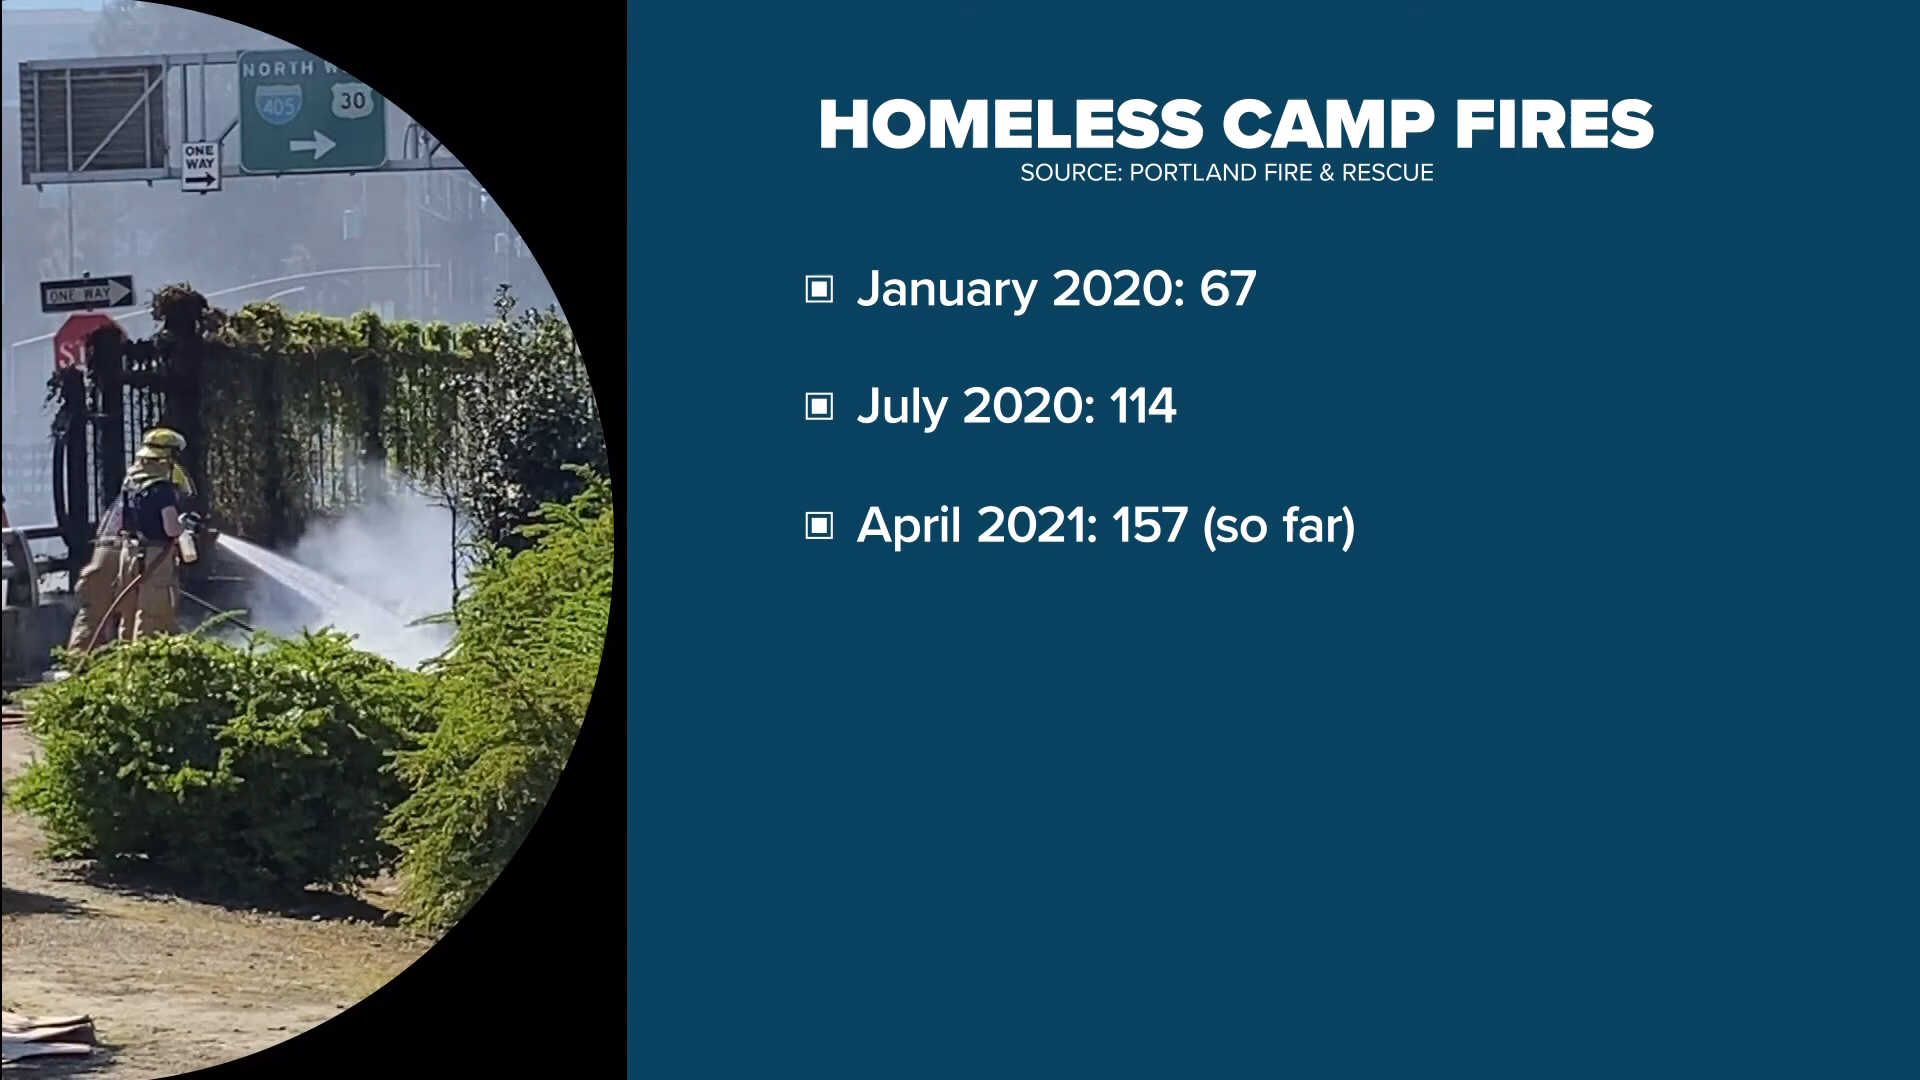 NORTH
405
30
ONE
WAY
ONE WAY
HOMELESS CAMP FIRES
SOURCE: PORTLAND FIRE & RESCUE
January 2020: 67
July 2020: 114
April 2021: 157 (so far)